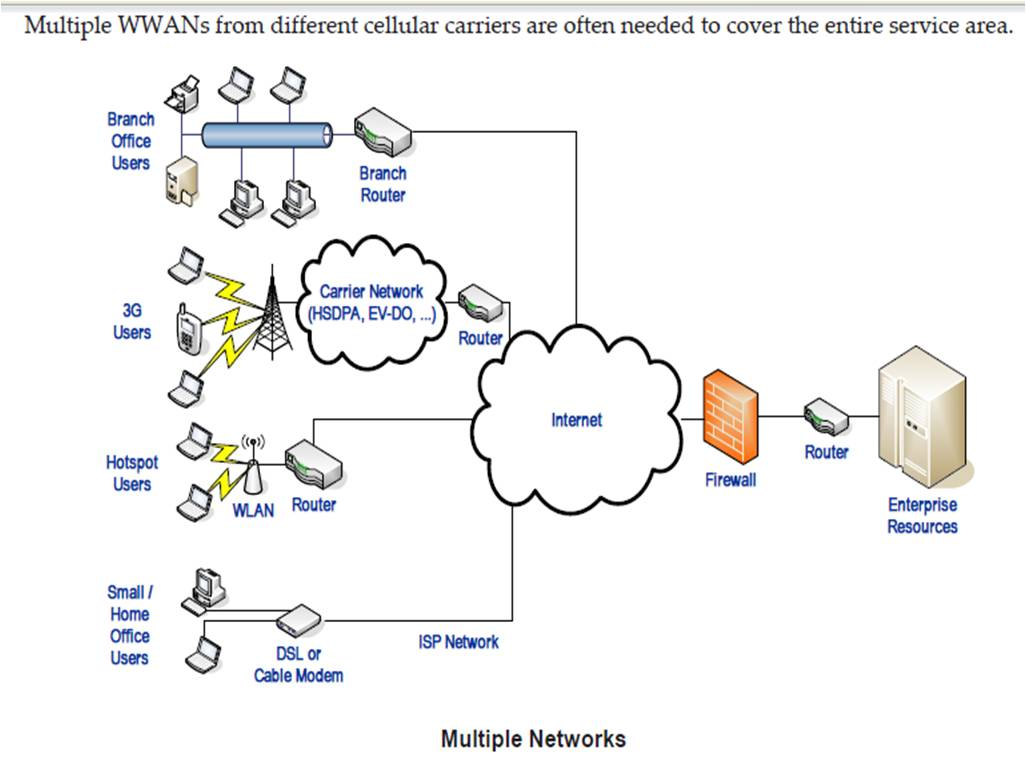 Multiple WWANs from different cellular carriers are often needed to cover the entire service area.
Branch
Office
Users
Branch
Router
3G
Users
Carrier Network
(HSDPA, EV-DO, ...)
Router
Internet
Firewall
Router
Enterprise
Resources
Hotspot
Users
WLAN
Router
Small /
Home
Office
Users
DSL or
Cable Modem
ISP Network
Multiple Networks